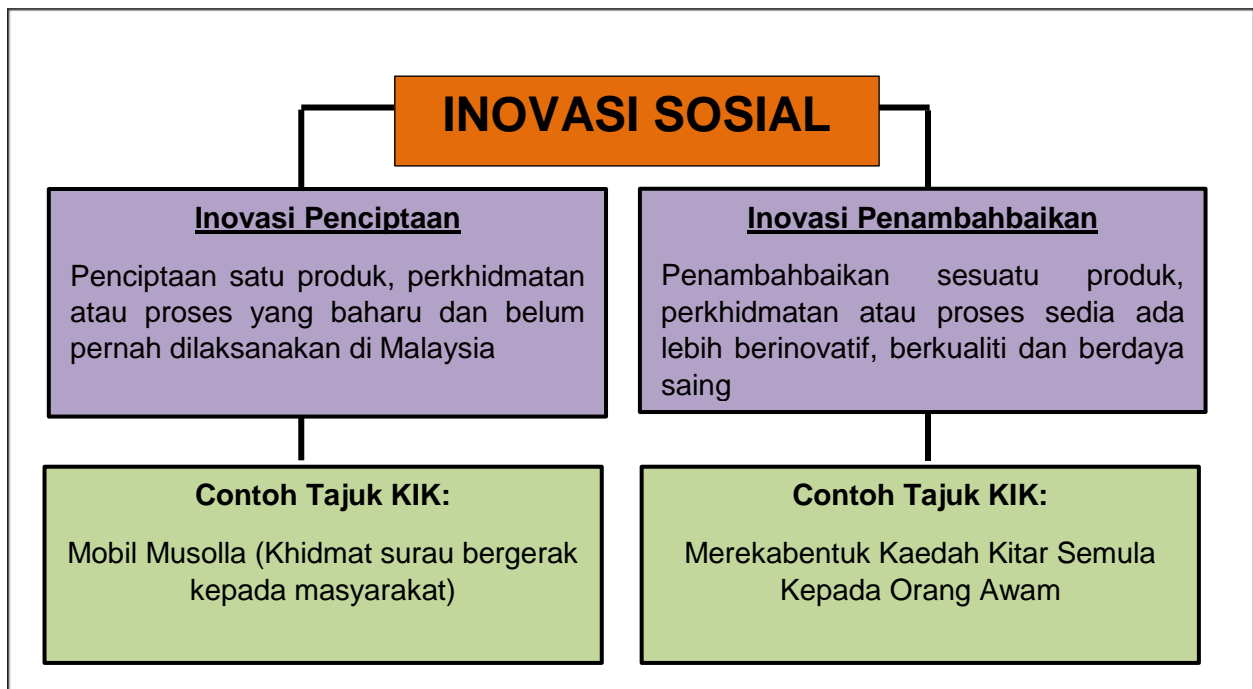 INOVASI SOSIAL
Inovasi Penciptaan
Penciptaan satu produk, perkhidmatan
atau proses yang baharu dan belum
pernah dilaksanakan di Malaysia
Inovasi Penambahbaikan
Penambahbaikan sesuatu produk,
perkhidmatan atau proses sedia ada
lebih berinovatif, berkualiti dan berdaya
saing
Contoh Tajuk KIK:
Mobil Musolla (Khidmat surau bergerak
kepada masyarakat)
Contoh Tajuk KIK:
Merekabentuk Kaedah Kitar Semula
Kepada Orang Awam